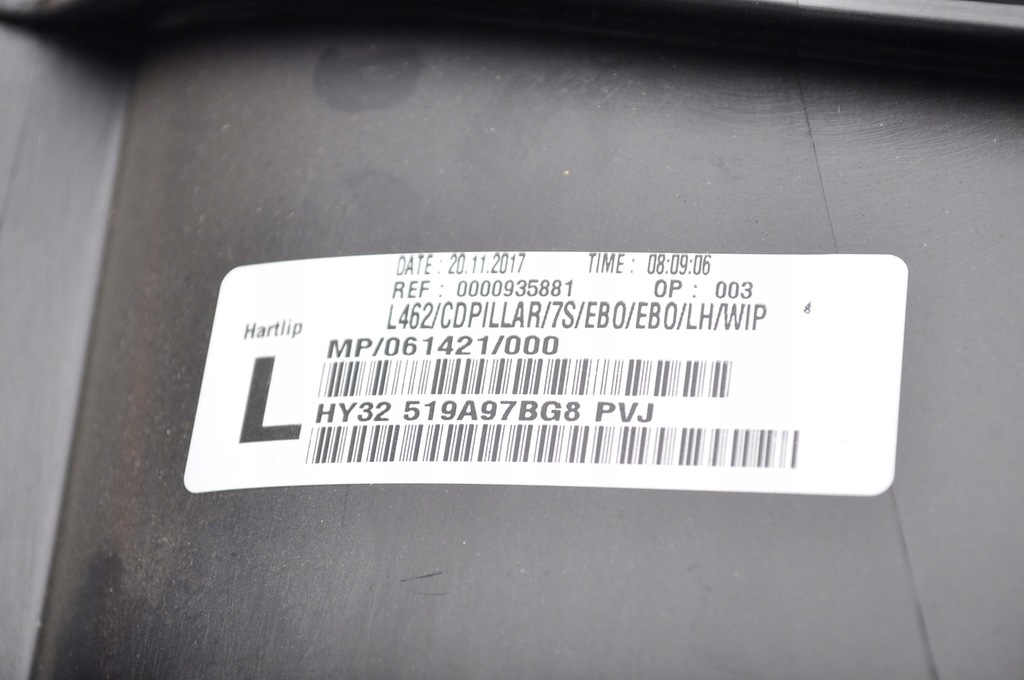 DATE : 20.11.2017 TIME : 08:09:06
REF : 0000935881 OP : 003
L462/CDPILLAR/7S/EBO/EBO/LH/WIP
Hartlip
MP/061421/000
L
HY32 519A97BG8 PVJ